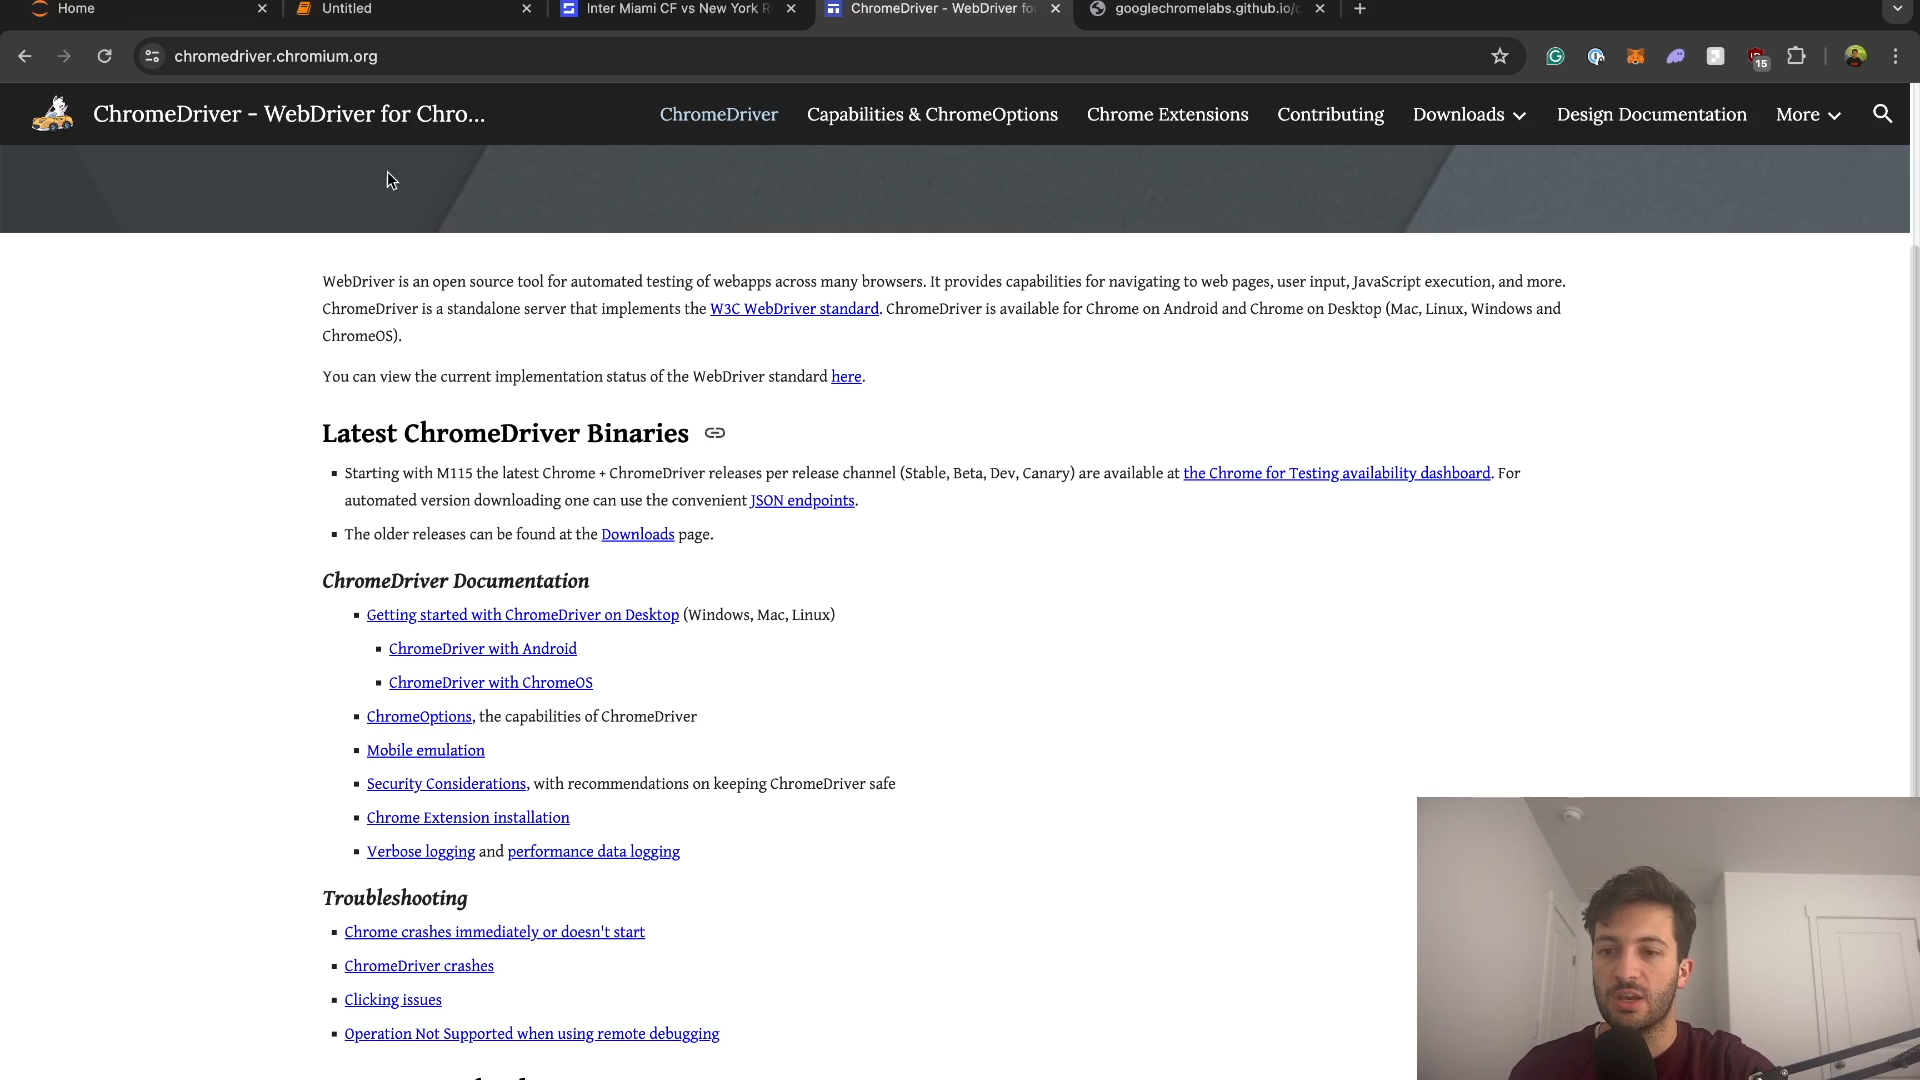 Home
Untitled
Inter Miami CF vs New York R
ChromeDriver - WebDriver for
googlechromelabs.github.io/c
chromedriver.chromium.org
15
ChromeDriver - WebDriver for Chro...
ChromeDriver
Capabilities & ChromeOptions
Chrome Extensions
Contributing
Downloads
Design Documentation
More
WebDriver is an open source tool for automated testing of webapps across many browsers. It provides capabilities for navigating to web pages, user input, JavaScript execution, and more.
ChromeDriver is a standalone server that implements the W3C WebDriver standard. ChromeDriver is available for Chrome on Android and Chrome on Desktop (Mac, Linux, Windows and
ChromeOS).
You can view the current implementation status of the WebDriver standard here.
Latest ChromeDriver Binaries
Starting with M115 the latest Chrome + ChromeDriver releases per release channel (Stable, Beta, Dev, Canary) are available at the Chrome for Testing availability dashboard. For
automated version downloading one can use the convenient JSON endpoints.
The older releases can be found at the Downloads page.
ChromeDriver Documentation
Getting started with ChromeDriver on Desktop (Windows, Mac, Linux)
ChromeDriver with Android
ChromeDriver with ChromeOS
ChromeOptions, the capabilities of ChromeDriver
Mobile emulation
Security Considerations, with recommendations on keeping ChromeDriver safe
Chrome Extension installation
Verbose logging and performance data logging
Troubleshooting
Chrome crashes immediately or doesn't start
ChromeDriver crashes
Clicking issues
Operation Not Supported when using remote debugging